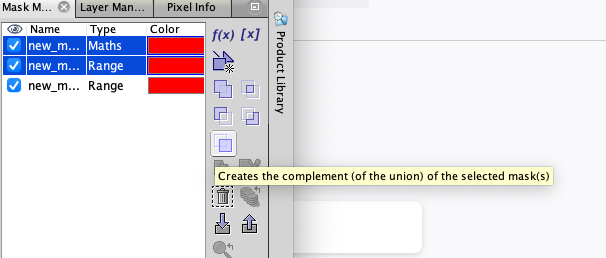 Mask M...
Layer Man...
Pixel Info
Name
Type
Color
f(x)
[x]
new_m...
Maths
new_m...
Range
new_m...
Range
Product Library
Creates the complement (of the union) of the selected mask(s)